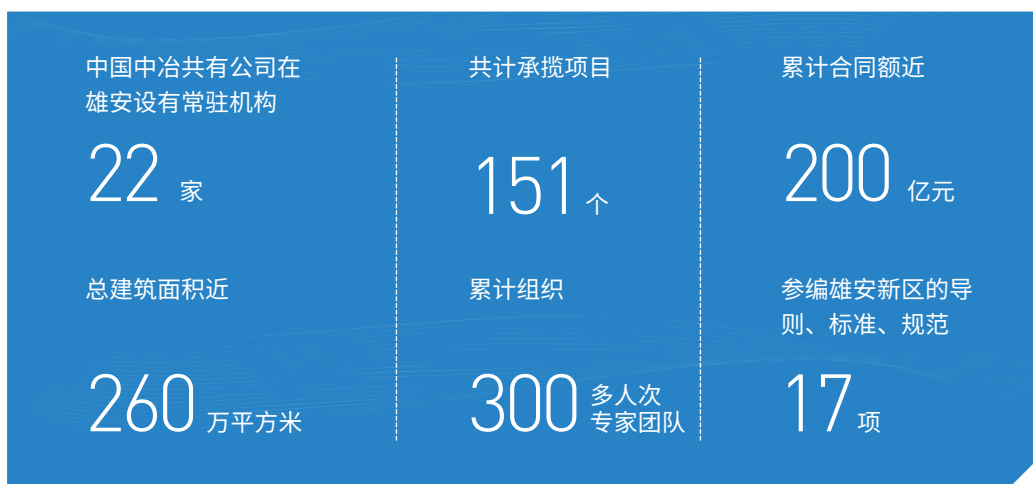 中国中冶共有公司在
雄安设有常驻机构
22 家
共计承揽项目
151 个
累计合同额近
200 亿元
总建筑面积近
260 万平方米
累计组织
300 多人次
专家团队
参编雄安新区的导
则、标准、规范
17 项